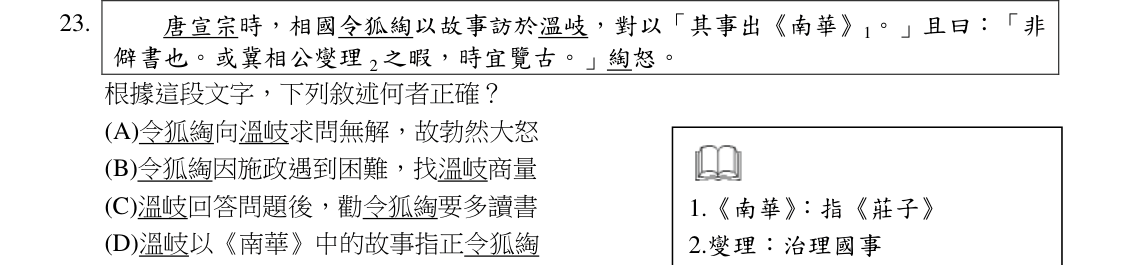 23. 唐宣宗時，相國令狐綯以故事訪於溫岐，對以「其事出《南華》1。」且曰：「非
僻書也。或冀相公燮理2之暇，時宜覽古。」綯怒。
根據這段文字，下列敘述何者正確？
(A)令狐綯向溫岐求問無解，故勃然大怒
(B)令狐綯因施政遇到困難，找溫岐商量
(C)溫岐回答問題後，勸令狐綯要多讀書
(D)溫岐以《南華》中的故事指正令狐綯
1.《南華》：指《莊子》
2.燮理：治理國事